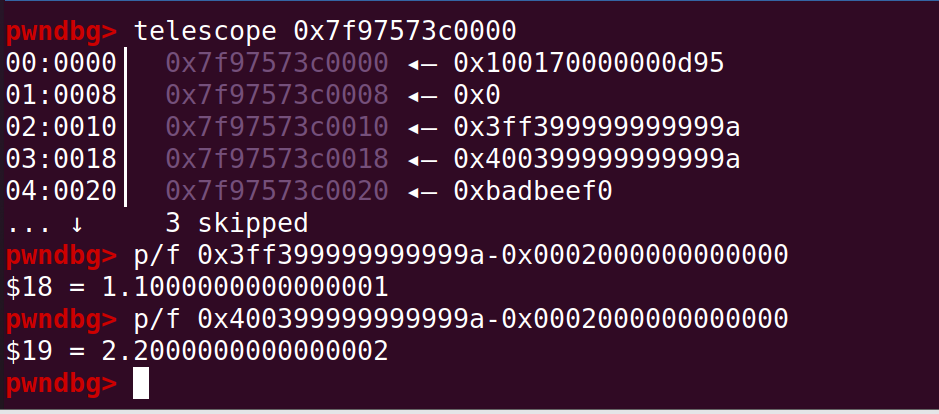 pwndbg> telescope 0x7f97573c0000
00:0000│  0x7f97573c0000 ◂— 0x100170000000d95
01:0008│  0x7f97573c0008 ◂— 0x0
02:0010│  0x7f97573c0010 ◂— 0x3ff399999999999a
03:0018│  0x7f97573c0018 ◂— 0x400399999999999a
04:0020│  0x7f97573c0020 ◂— 0xbadbeef0
... ↓     3 skipped
pwndbg> p/f 0x3ff399999999999a-0x0002000000000000
$18 = 1.1000000000000001
pwndbg> p/f 0x400399999999999a-0x0002000000000000
$19 = 2.2000000000000002
pwndbg>